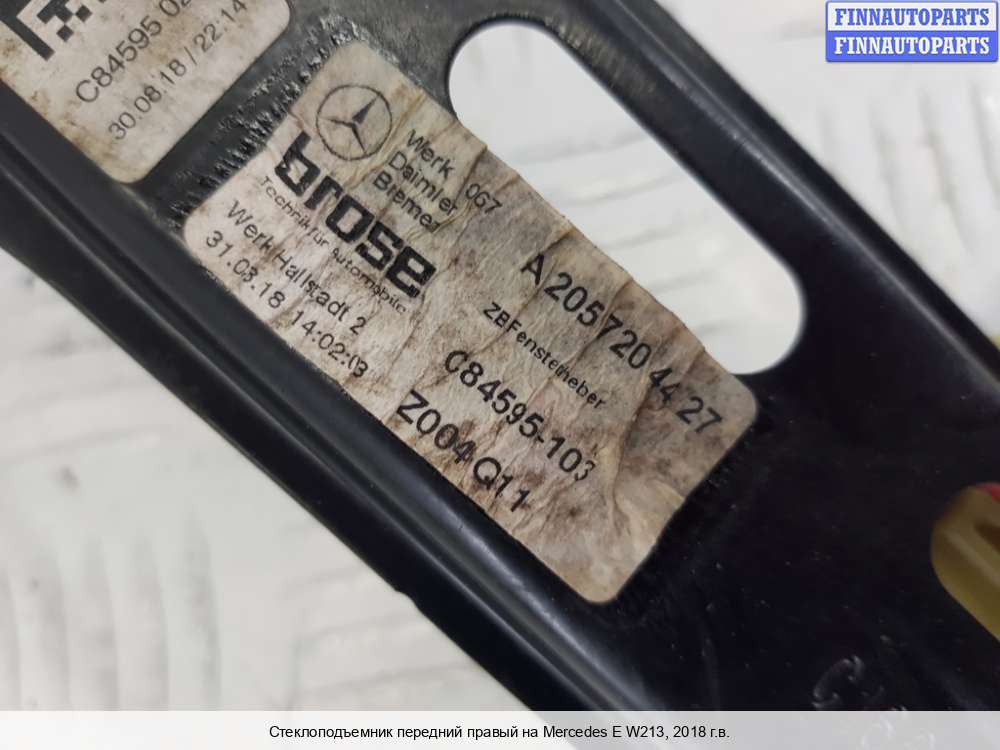 FINNAUTOPARTS
FINNAUTOPARTS
C84595 02
30.08.18 / 22:14
Werk 067
Daimler
Bremen
brose
Technik für Automobile
Werk Hallstadt 2
31.03.18 14:02:03
A 205 720 44 27
ZB Fensterheber
C84595-103
Z004 Q11
Стеклоподъемник передний правый на Mercedes E W213, 2018 г.в.